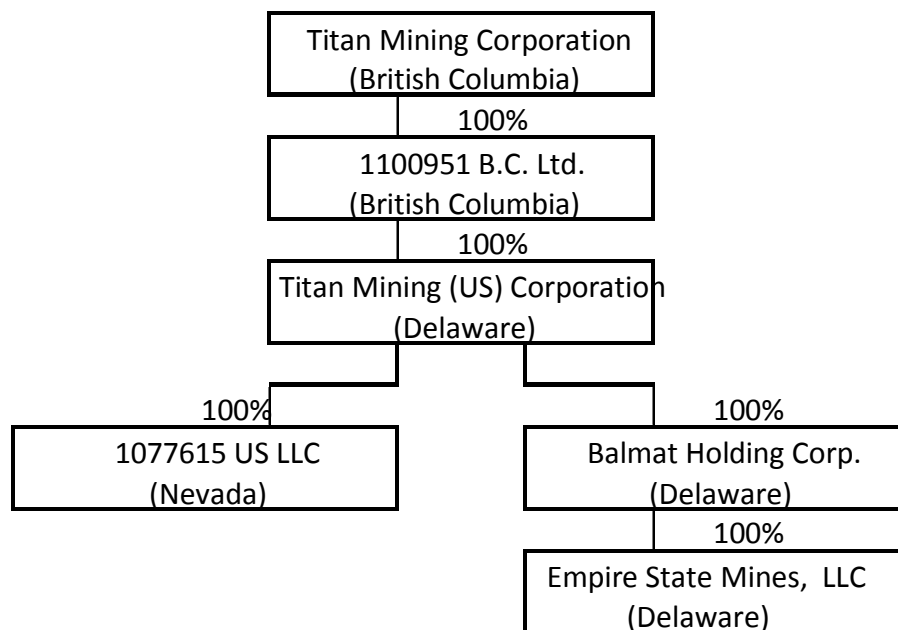 Titan Mining Corporation
(British Columbia)
100%
1100951 B.C. Ltd.
(British Columbia)
100%
Titan Mining (US) Corporation
(Delaware)
100%
100%
1077615 US LLC
(Nevada)
Balmat Holding Corp.
(Delaware)
100%
Empire State Mines, LLC
(Delaware)